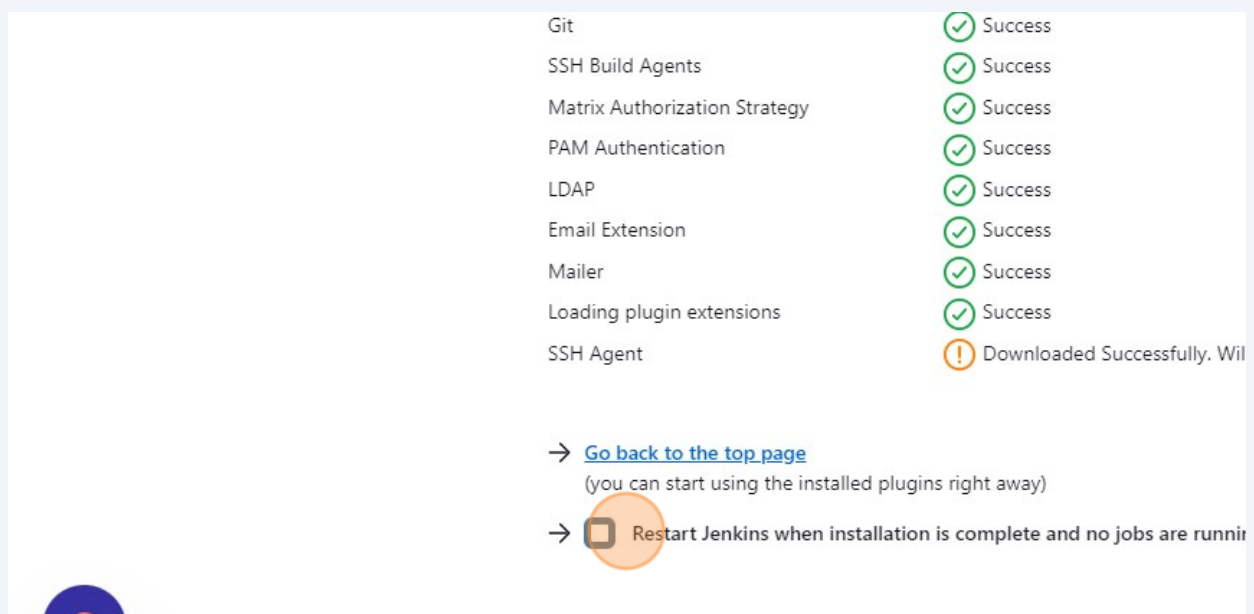 Git Success
SSH Build Agents Success
Matrix Authorization Strategy Success
PAM Authentication Success
LDAP Success
Email Extension Success
Mailer Success
Loading plugin extensions Success
SSH Agent Downloaded Successfully. Wil
Go back to the top page
(you can start using the installed plugins right away)
Restart Jenkins when installation is complete and no jobs are runnin